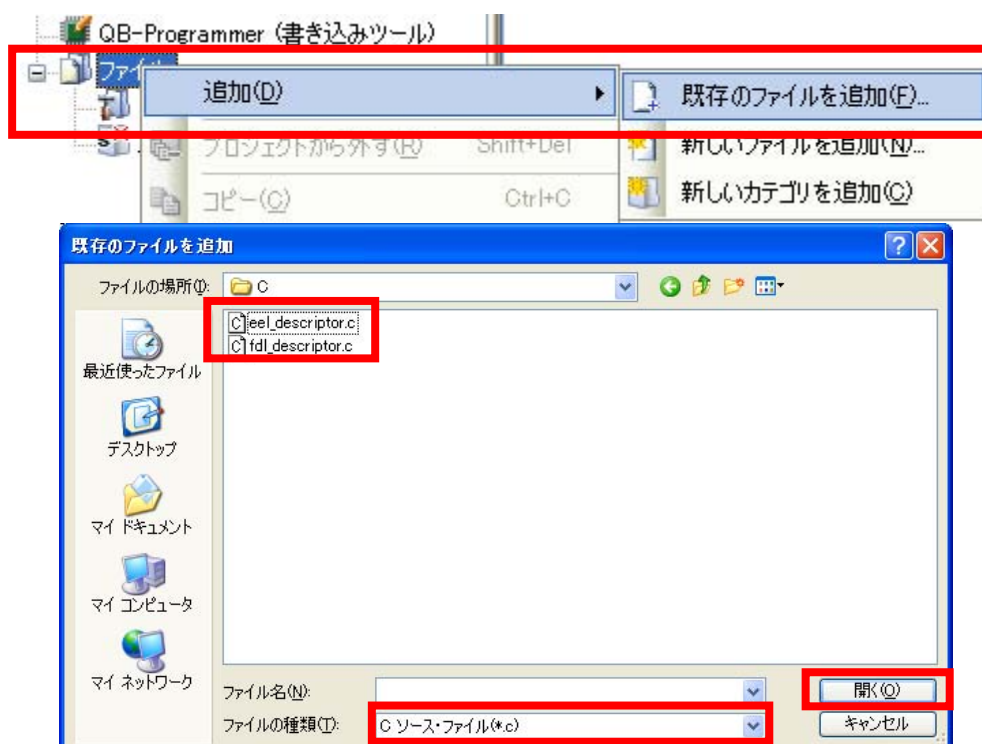 QB-Programmer (書き込みツール)
ファイル
追加(D)
既存のファイルを追加(F)...
プロジェクトから外す(R) Shift+Del
新しいファイルを追加(N)...
コピー(C) Ctrl+C
新しいカテゴリを追加(C)
既存のファイルを追加
ファイルの場所(I): C
eel_descriptor.c
fdl_descriptor.c
最近使ったファイル
デスクトップ
マイ ドキュメント
マイ コンピュータ
マイ ネットワーク
ファイル名(N):
開く(O)
ファイルの種類(T): C ソース・ファイル(*.c)
キャンセル